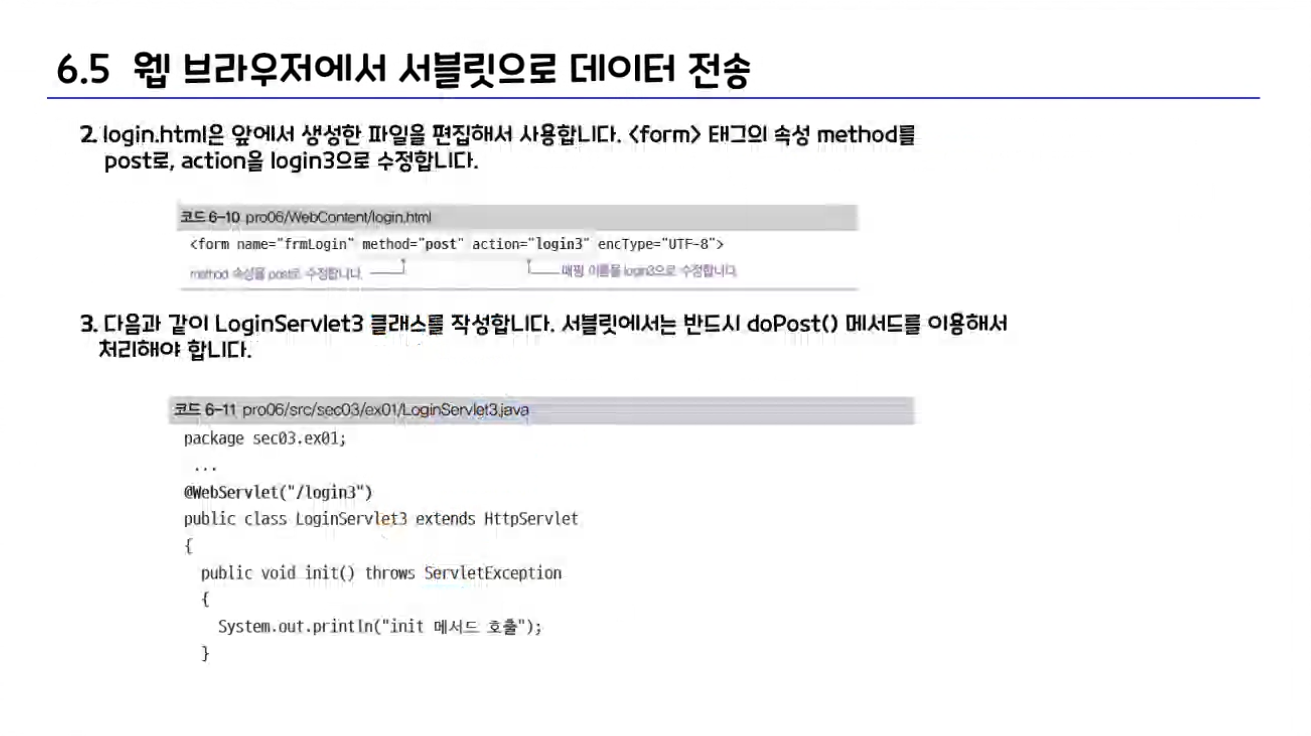 6.5 웹 브라우저에서 서블릿으로 데이터 전송
2. login.html은 앞에서 생성한 파일을 편집해서 사용합니다. <form> 태그의 속성 method를
post로, action을 login3으로 수정합니다.
코드 6-10 pro06/WebContent/login.html
<form name="frmLogin" method="post" action="login3" encType="UTF-8">
method 속성을 post로 수정합니다. 매핑 이름을 login3으로 수정합니다.
3. 다음과 같이 LoginServlet3 클래스를 작성합니다. 서블릿에서는 반드시 doPost() 메서드를 이용해서
처리해야 합니다.
코드 6-11 pro06/src/sec03/ex01/LoginServlet3.java
package sec03.ex01;
...
@WebServlet("/login3")
public class LoginServlet3 extends HttpServlet
{
public void init() throws ServletException
{
System.out.println("init 메서드 호출");
}